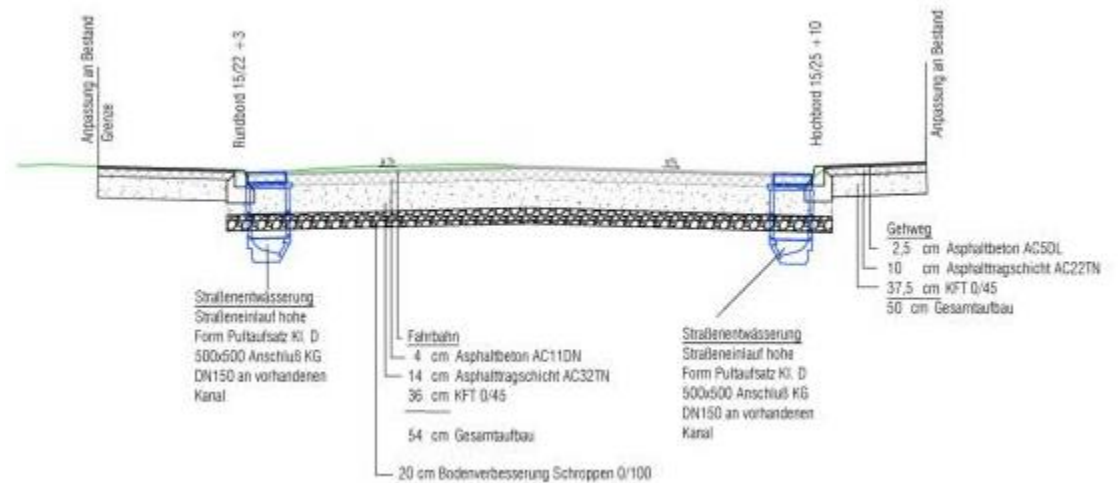 Anpassung an Bestand
Grenze
Rundbord 15/22 +3
Hochbord 15/25 +10
Anpassung an Bestand
Gehweg
2,5 cm Asphaltbeton AC5DL
10 cm Asphalttragschicht AC22TN
37,5 cm KFT 0/45
50 cm Gesamtaufbau
Straßenentwässerung
Straßeneinlauf hohe
Form Pultaufsatz Kl. D
500x500 Anschluß KG
DN150 an vorhandenen
Kanal
Fahrbahn
4 cm Asphaltbeton AC11DN
14 cm Asphalttragschicht AC32TN
36 cm KFT 0/45
54 cm Gesamtaufbau
20 cm Bodenverbesserung Schroppen 0/100
Straßenentwässerung
Straßeneinlauf hohe
Form Pultaufsatz Kl. D
500x500 Anschluß KG
DN150 an vorhandenen
Kanal